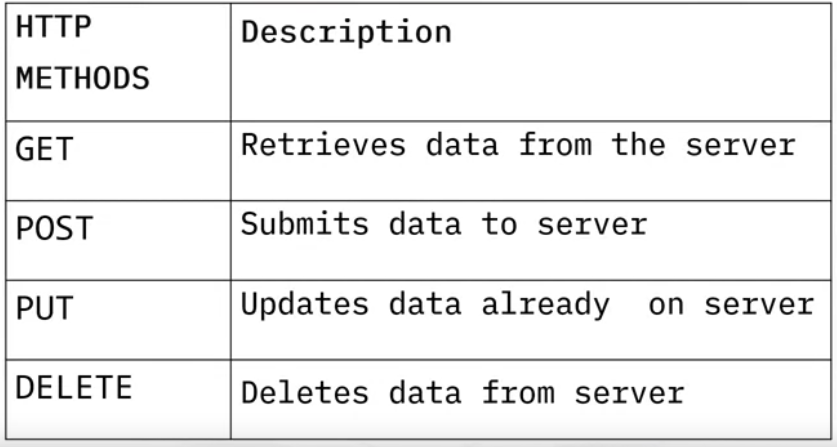 HTTP
METHODS
Description
GET
Retrieves data from the server
POST
Submits data to server
PUT
Updates data already  on server
DELETE
Deletes data from server